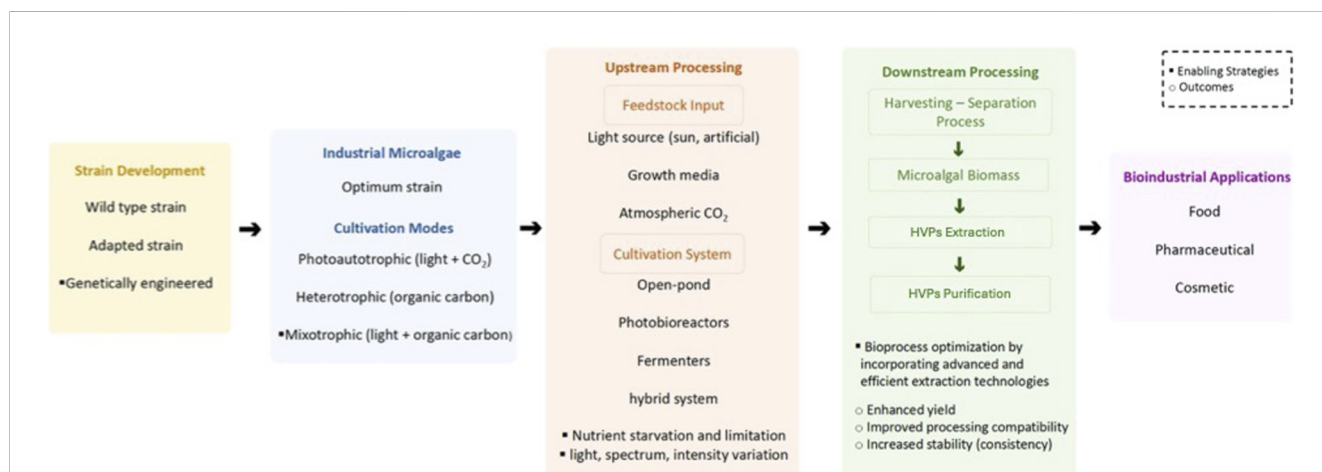 Strain Development
Wild type strain
Adapted strain
▪Genetically engineered
Industrial Microalgae
Optimum strain
Cultivation Modes
Photoautotrophic (light + CO₂)
Heterotrophic (organic carbon)
▪Mixotrophic (light + organic carbon)
Upstream Processing
Feedstock Input
Light source (sun, artificial)
Growth media
Atmospheric CO₂
Cultivation System
Open-pond
Photobioreactors
Fermenters
hybrid system
▪ Nutrient starvation and limitation
▪ light, spectrum, intensity variation
Downstream Processing
Harvesting – Separation
Process
Microalgal Biomass
HVPs Extraction
HVPs Purification
▪ Bioprocess optimization by
incorporating advanced and
efficient extraction technologies
○ Enhanced yield
○ Improved processing compatibility
○ Increased stability (consistency)
▪ Enabling Strategies
○ Outcomes
Bioindustrial Applications
Food
Pharmaceutical
Cosmetic